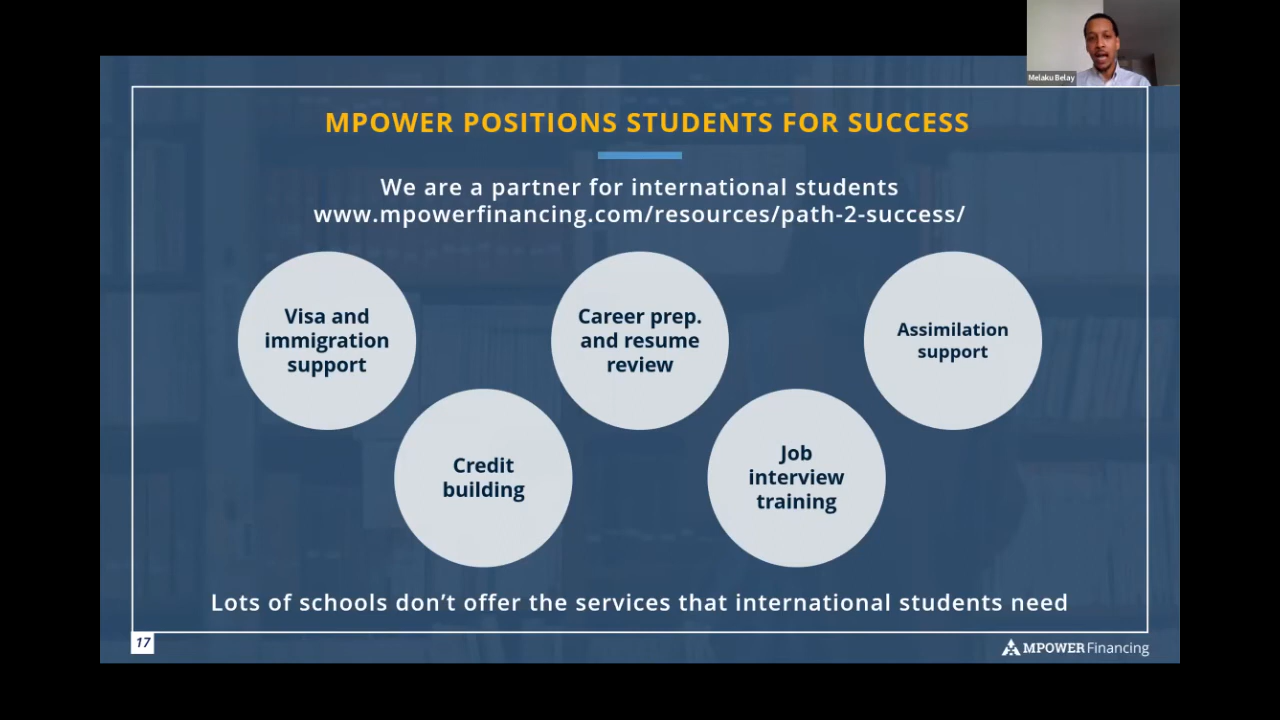 Melaku Belay
MPOWER POSITIONS STUDENTS FOR SUCCESS
We are a partner for international students
www.mpowerfinancing.com/resources/path-2-success/
Visa and
immigration
support
Career prep.
and resume
review
Assimilation
support
Credit
building
Job
interview
training
Lots of schools don’t offer the services that international students need
17
MPOWER Financing